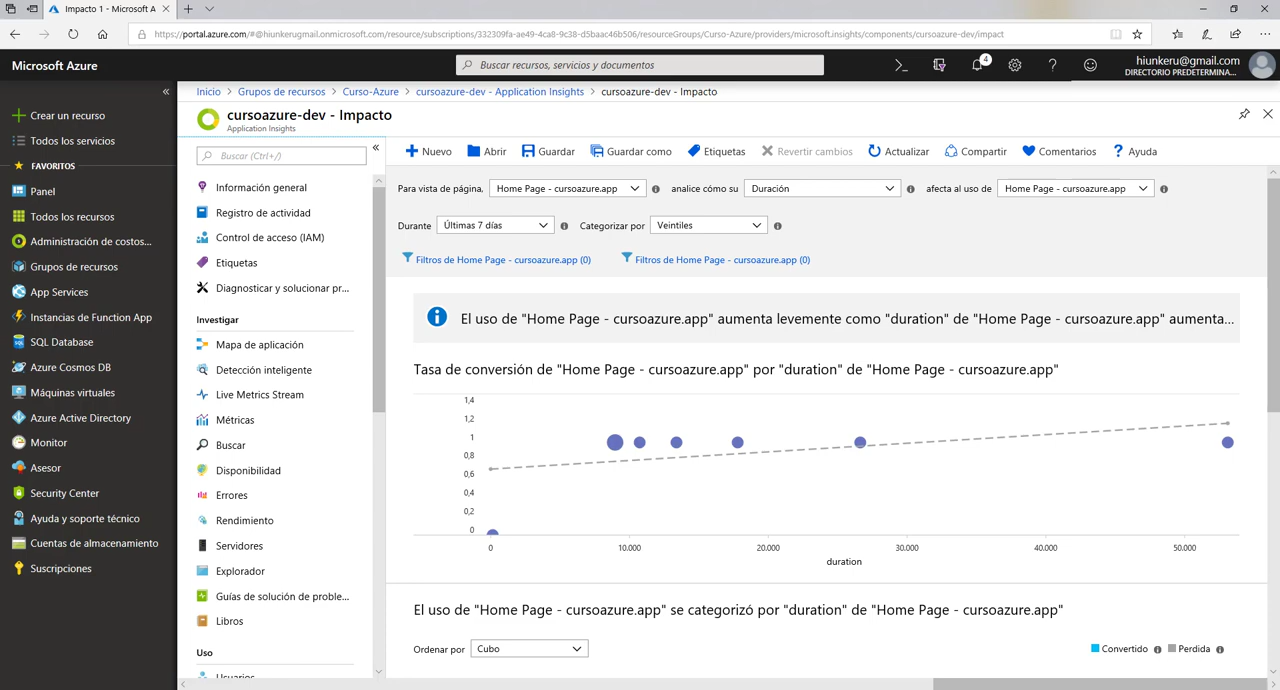 Impacto 1 - Microsoft A
https://portal.azure.com/#@hiunkerugmail.onmicrosoft.com/resource/subscriptions/332309fa-ae49-4ca8-9c38-d5baac46b506/resourceGroups/Curso-Azure/providers/microsoft.insights/components/cursoazure-dev/impact
Microsoft Azure
Buscar recursos, servicios y documentos
4
hiunkeru@gmail.com
DIRECTORIO PREDETERMINA...
Crear un recurso
Todos los servicios
FAVORITOS
Panel
Todos los recursos
Administración de costos...
Grupos de recursos
App Services
Instancias de Function App
SQL Database
Azure Cosmos DB
Máquinas virtuales
Azure Active Directory
Monitor
Asesor
Security Center
Ayuda y soporte técnico
Cuentas de almacenamiento
Suscripciones
Inicio > Grupos de recursos > Curso-Azure > cursoazure-dev - Application Insights > cursoazure-dev - Impacto
cursoazure-dev - Impacto
Application Insights
Buscar (Ctrl+/)
Información general
Registro de actividad
Control de acceso (IAM)
Etiquetas
Diagnosticar y solucionar pr...
Investigar
Mapa de aplicación
Detección inteligente
Live Metrics Stream
Métricas
Buscar
Disponibilidad
Errores
Rendimiento
Servidores
Explorador
Guías de solución de proble...
Libros
Uso
Usuarios
Nuevo Abrir Guardar Guardar como Etiquetas Revertir cambios Actualizar Compartir Comentarios Ayuda
Para vista de página, Home Page - cursoazure.app analice cómo su Duración afecta al uso de Home Page - cursoazure.app
Durante Últimas 7 días Categorizar por Veintiles
Filtros de Home Page - cursoazure.app (0) Filtros de Home Page - cursoazure.app (0)
El uso de "Home Page - cursoazure.app" aumenta levemente como "duration" de "Home Page - cursoazure.app" aumenta...
Tasa de conversión de "Home Page - cursoazure.app" por "duration" de "Home Page - cursoazure.app"
1,4
1,2
1
0,8
0,6
0,4
0,2
0
0 10.000 20.000 30.000 40.000 50.000
duration
El uso de "Home Page - cursoazure.app" se categorizó por "duration" de "Home Page - cursoazure.app"
Ordenar por Cubo
Convertido Perdida